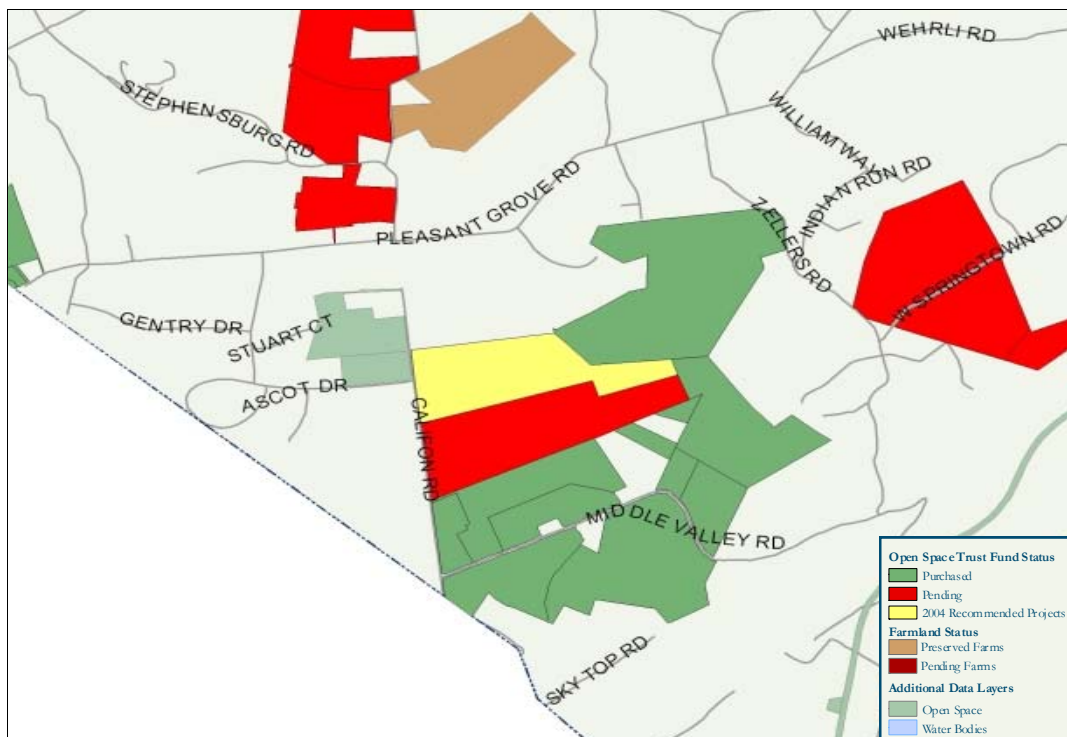 WEHRLI RD
STEPHENSBURG RD
WILLIAM WAY
INDIAN RUN RD
PLEASANT GROVE RD
ZELLERS RD
W SPRINGTOWN RD
GENTRY DR
STUART CT
ASCOT DR
CALIFON RD
MIDDLE VALLEY RD
SKY TOP RD
Open Space Trust Fund Status
Purchased
Pending
2004 Recommended Projects
Farmland Status
Preserved Farms
Pending Farms
Additional Data Layers
Open Space
Water Bodies